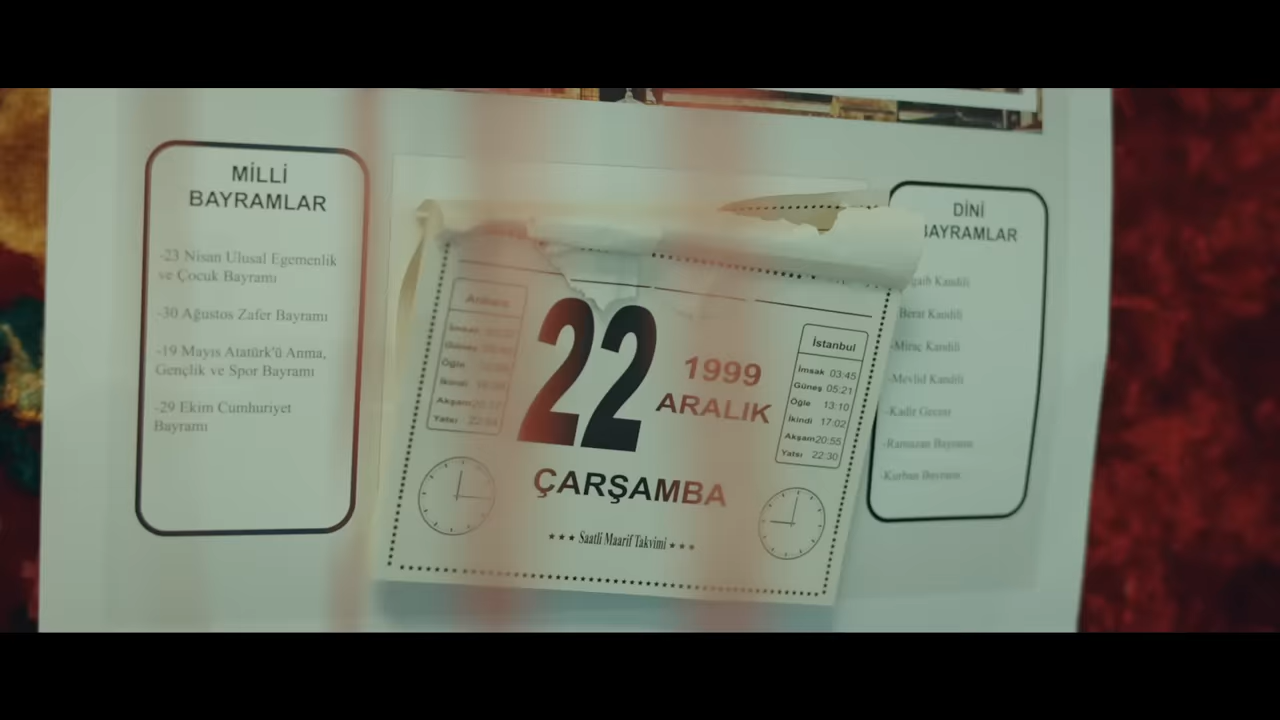 MİLLİ
BAYRAMLAR
-23 Nisan Ulusal Egemenlik
ve Çocuk Bayramı
-30 Ağustos Zafer Bayramı
-19 Mayıs Atatürk'ü Anma,
Gençlik ve Spor Bayramı
-29 Ekim Cumhuriyet
Bayramı
Ankara
İmsak
Güneş
Öğle
İkindi
Akşam
Yatsı
22
1999
ARALIK
ÇARŞAMBA
*** Saatli Maarif Takvimi ***
İstanbul
İmsak 03:45
Güneş 05:21
Öğle 13:10
İkindi 17:02
Akşam 20:55
Yatsı 22:30
DİNİ
BAYRAMLAR
Kandili
Berat Kandili
-Miraç Kandili
-Mevlid Kandili
-Kadir Gecesi
-Ramazan Bayramı
-Kurban Bayramı